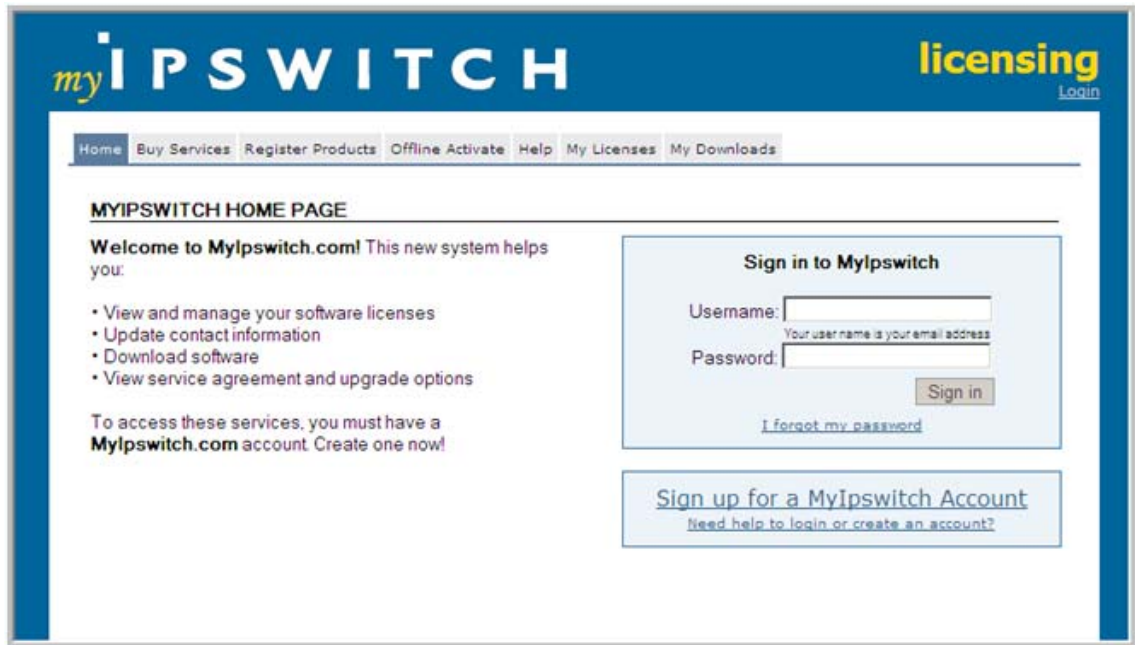 my IPSWITCH
licensing
Login
Home Buy Services Register Products Offline Activate Help My Licenses My Downloads
MYIPSWITCH HOME PAGE
Welcome to MyIpswitch.com! This new system helps
you:
• View and manage your software licenses
• Update contact information
• Download software
• View service agreement and upgrade options
To access these services, you must have a
MyIpswitch.com account. Create one now!
Sign in to MyIpswitch
Username:
Your user name is your email address
Password:
Sign in
I forgot my password
Sign up for a MyIpswitch Account
Need help to login or create an account?